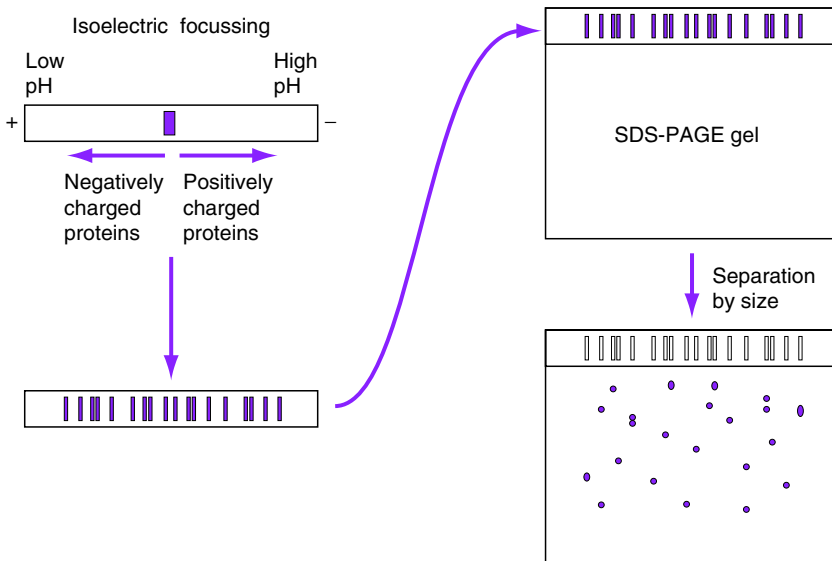 Isoelectric focussing
Low
pH
High
pH
+
−
Negatively
charged
proteins
Positively
charged
proteins
SDS-PAGE gel
Separation
by size